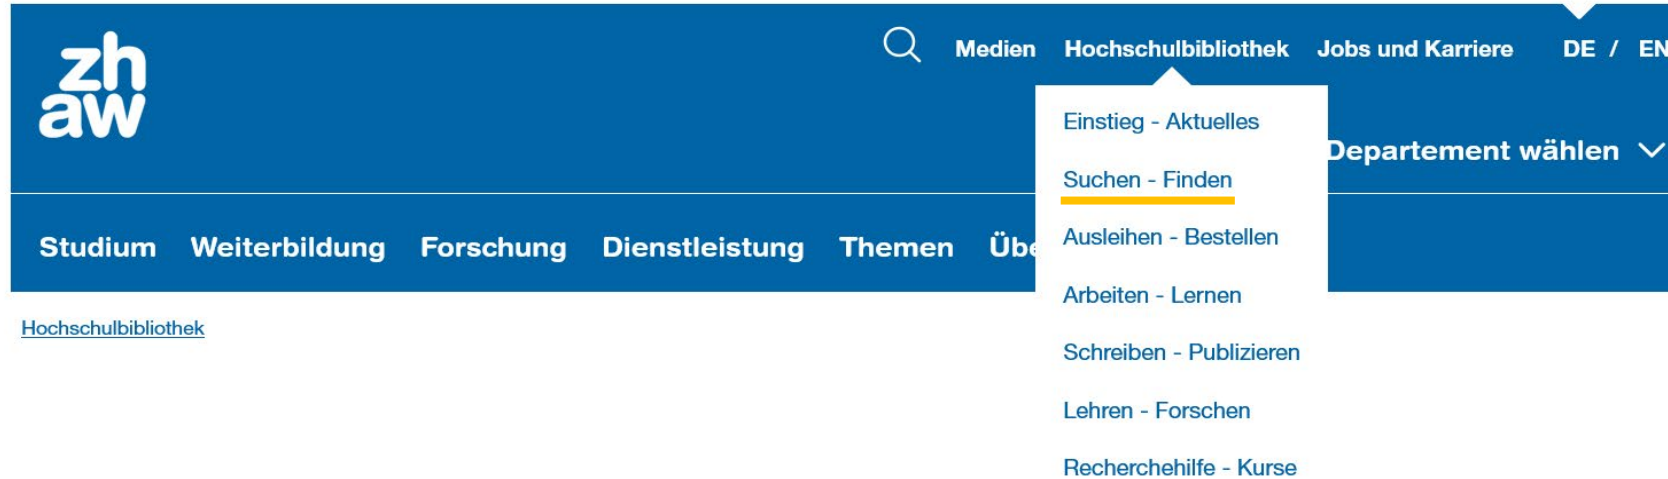 zh
aw
Medien Hochschulbibliothek Jobs und Karriere DE / EN
Einstieg - Aktuelles
Departement wählen
Suchen - Finden
Studium Weiterbildung Forschung Dienstleistung Themen Übe
Ausleihen - Bestellen
Arbeiten - Lernen
Hochschulbibliothek
Schreiben - Publizieren
Lehren - Forschen
Recherchehilfe - Kurse